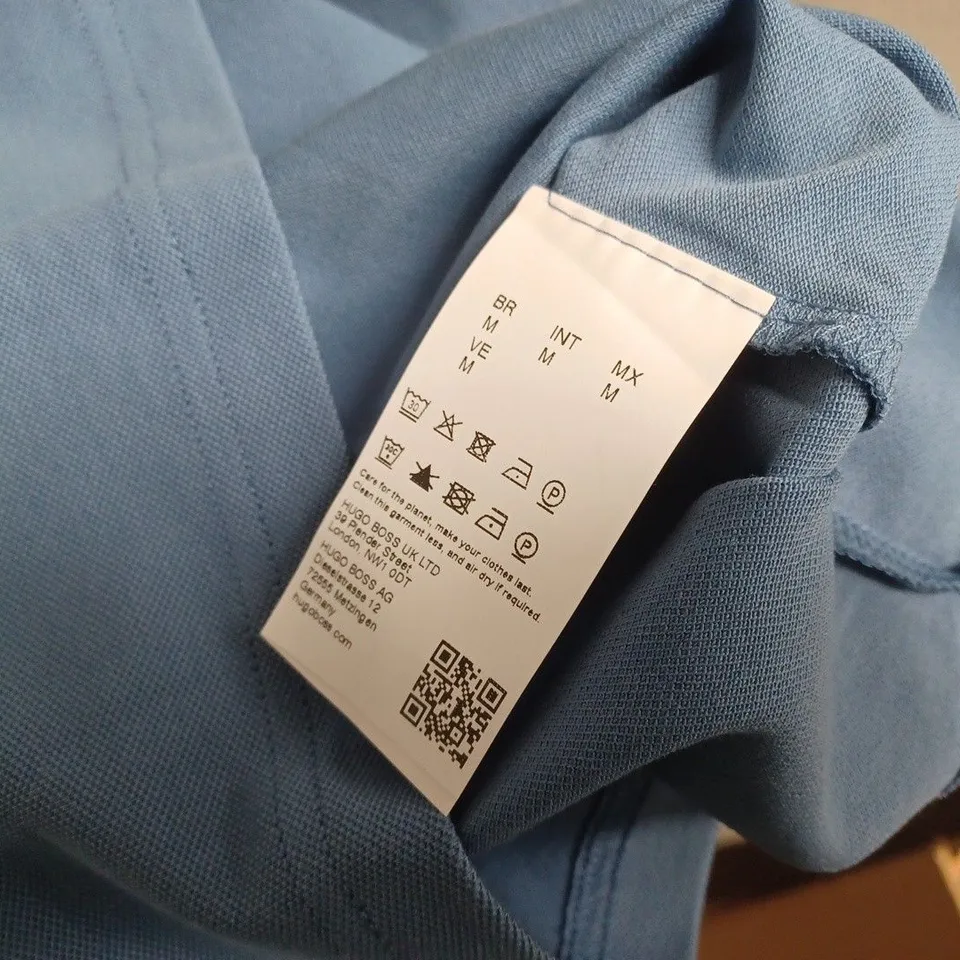 BR INT MX
M M M
VE
M
30
30C
P
P
Care for the planet, make your clothes last.
Clean this garment less, and air dry if required.
HUGO BOSS UK LTD
39 Plender Street
London, NW1 0DT
HUGO BOSS AG
Dieselstrasse 12
72555 Metzingen
Germany
hugoboss.com